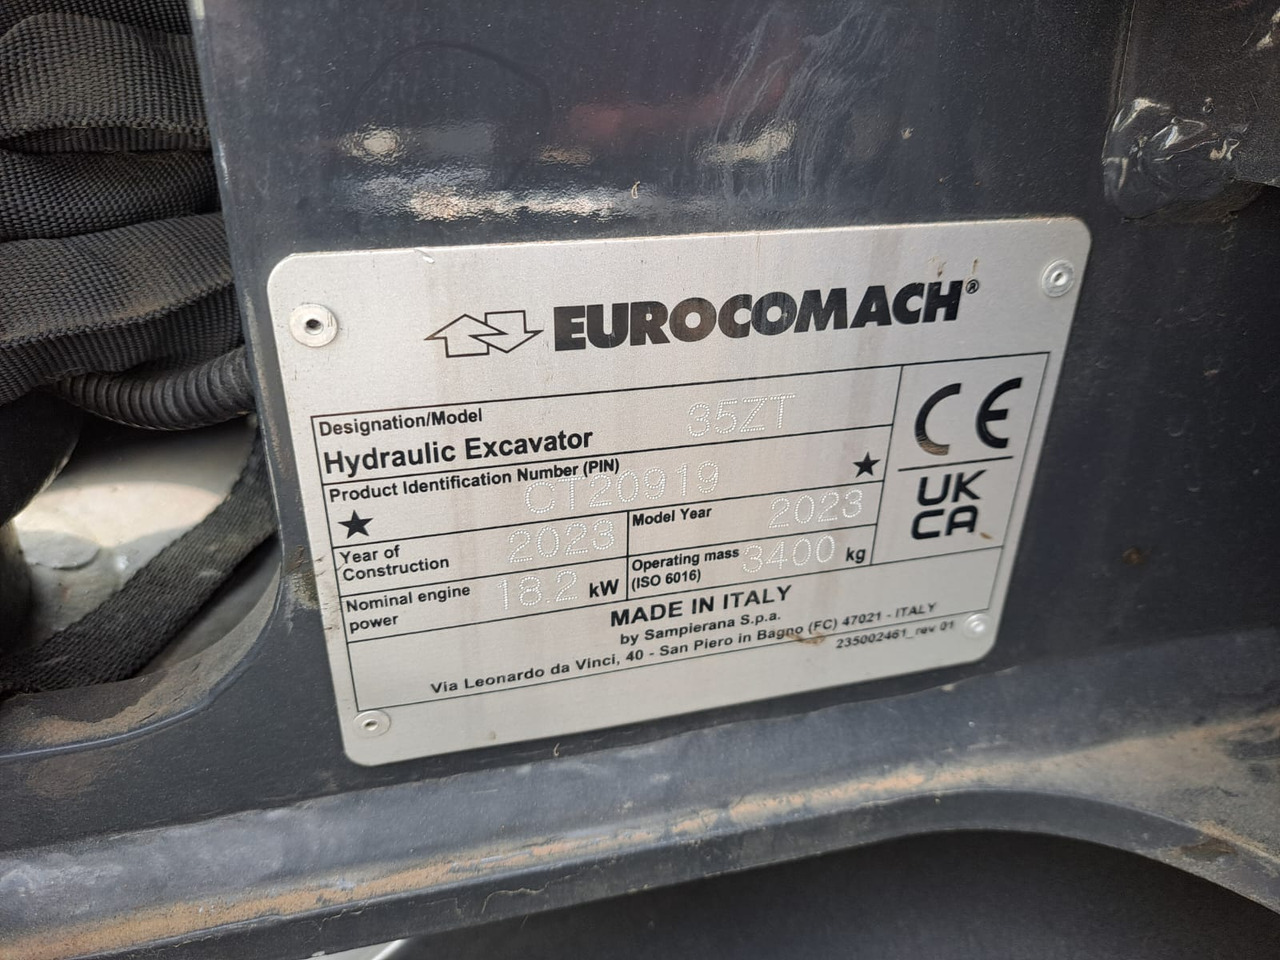 EUROCOMACH®
Designation/Model
Hydraulic Excavator 35ZT
Product Identification Number (PIN)
★ CT20919 ★
Year of Construction 2023
Model Year 2023
Nominal engine power 18.2 kW
Operating mass (ISO 6016) 3400 kg
CE
UK
CA
MADE IN ITALY
by Sampierana S.p.a.
Via Leonardo da Vinci, 40 - San Piero in Bagno (FC) 47021 - ITALY
235002461_rev 01